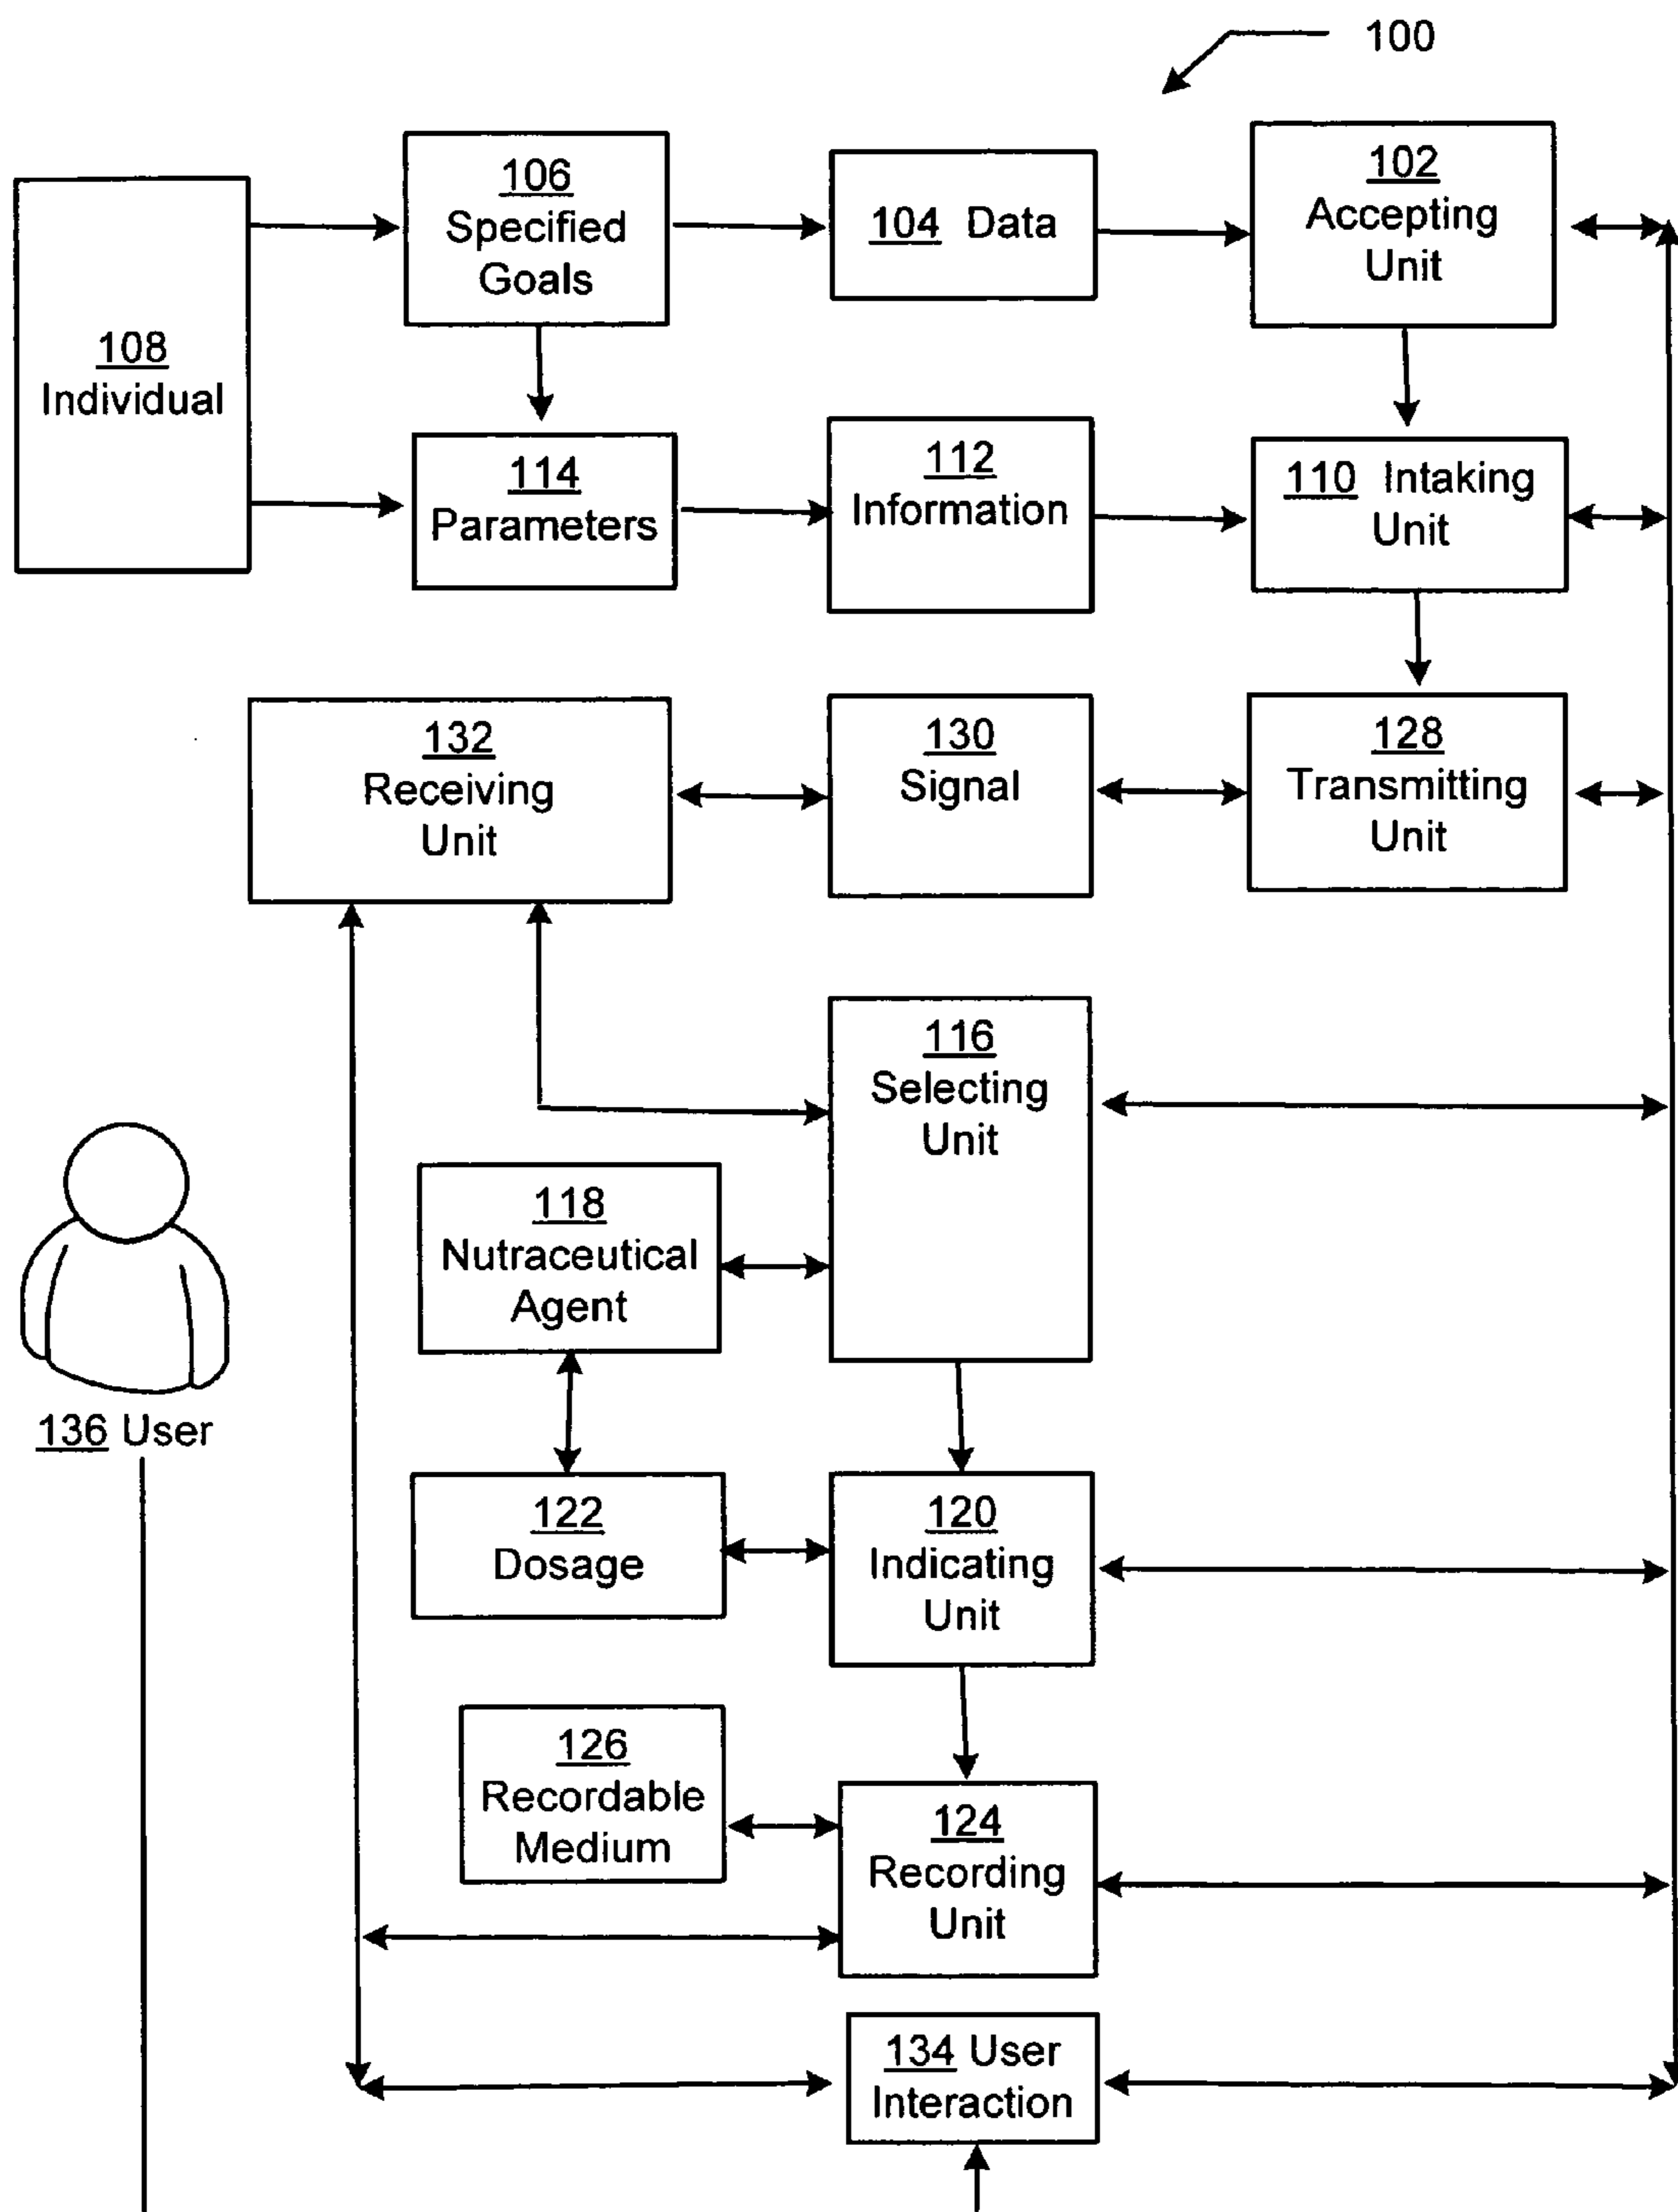 100
106
Specified
Goals
104 Data
102
Accepting
Unit
108
Individual
114
Parameters
112
Information
110 Intaking
Unit
132
Receiving
Unit
130
Signal
128
Transmitting
Unit
116
Selecting
Unit
118
Nutraceutical
Agent
136 User
122
Dosage
120
Indicating
Unit
126
Recordable
Medium
124
Recording
Unit
134 User
Interaction